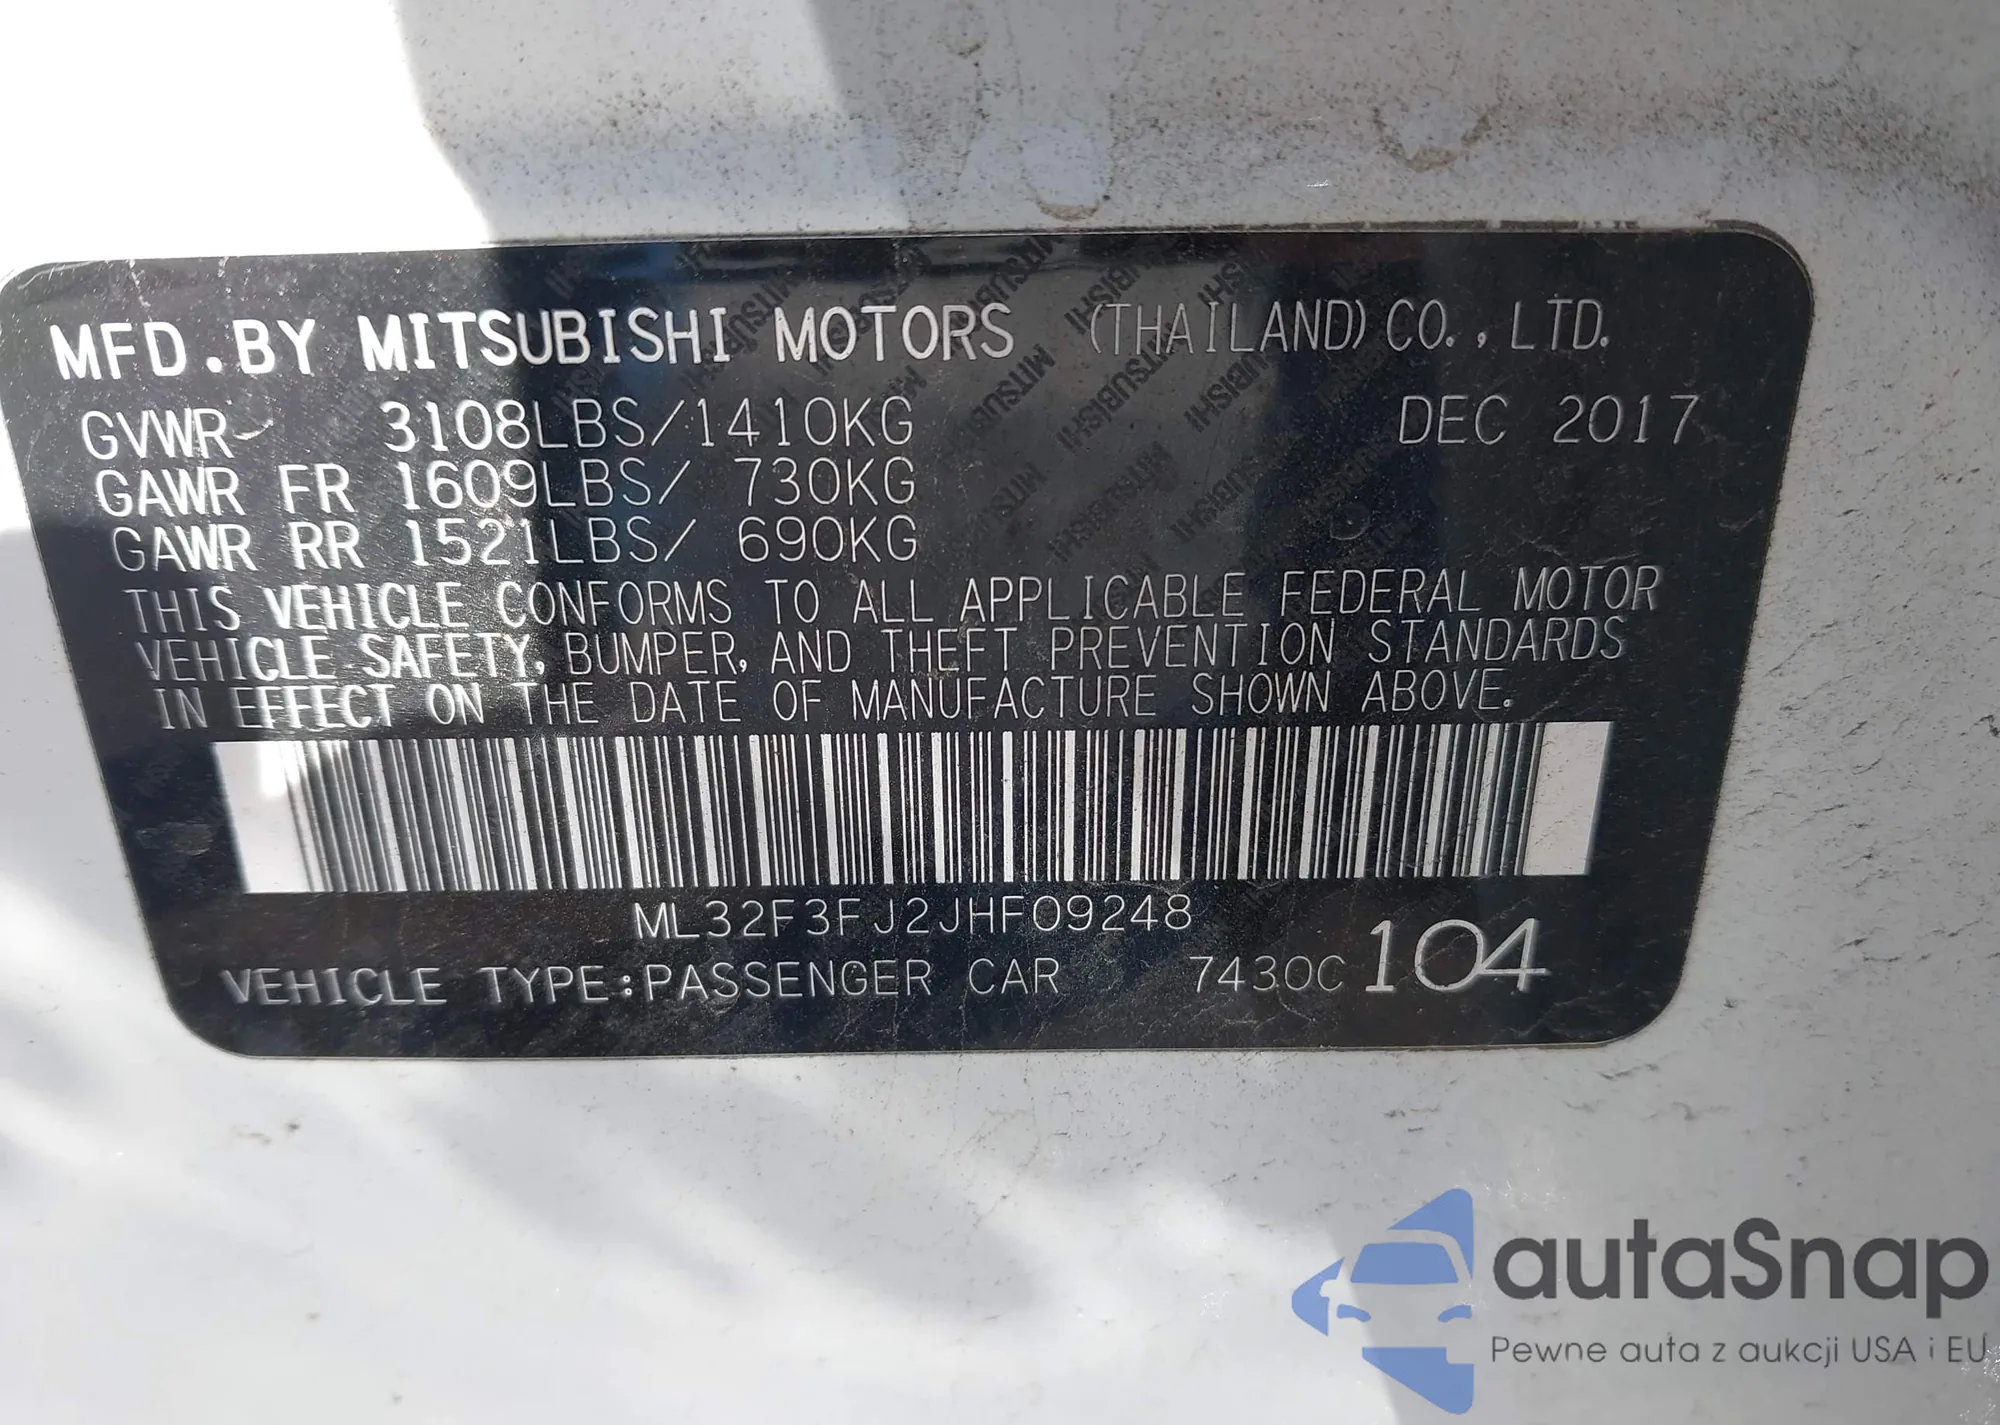 MFD.BY MITSUBISHI MOTORS (THAILAND)CO.,LTD.
GVWR 3108LBS/1410KG DEC 2017
GAWR FR 1609LBS/ 730KG
GAWR RR 1521LBS/ 690KG
THIS VEHICLE CONFORMS TO ALL APPLICABLE FEDERAL MOTOR
VEHICLE SAFETY, BUMPER, AND THEFT PREVENTION STANDARDS
IN EFFECT ON THE DATE OF MANUFACTURE SHOWN ABOVE.
ML32F3FJ2JHF09248
VEHICLE TYPE:PASSENGER CAR 7430C 104
autaSnap
Pewne auta z aukcji USA i EU